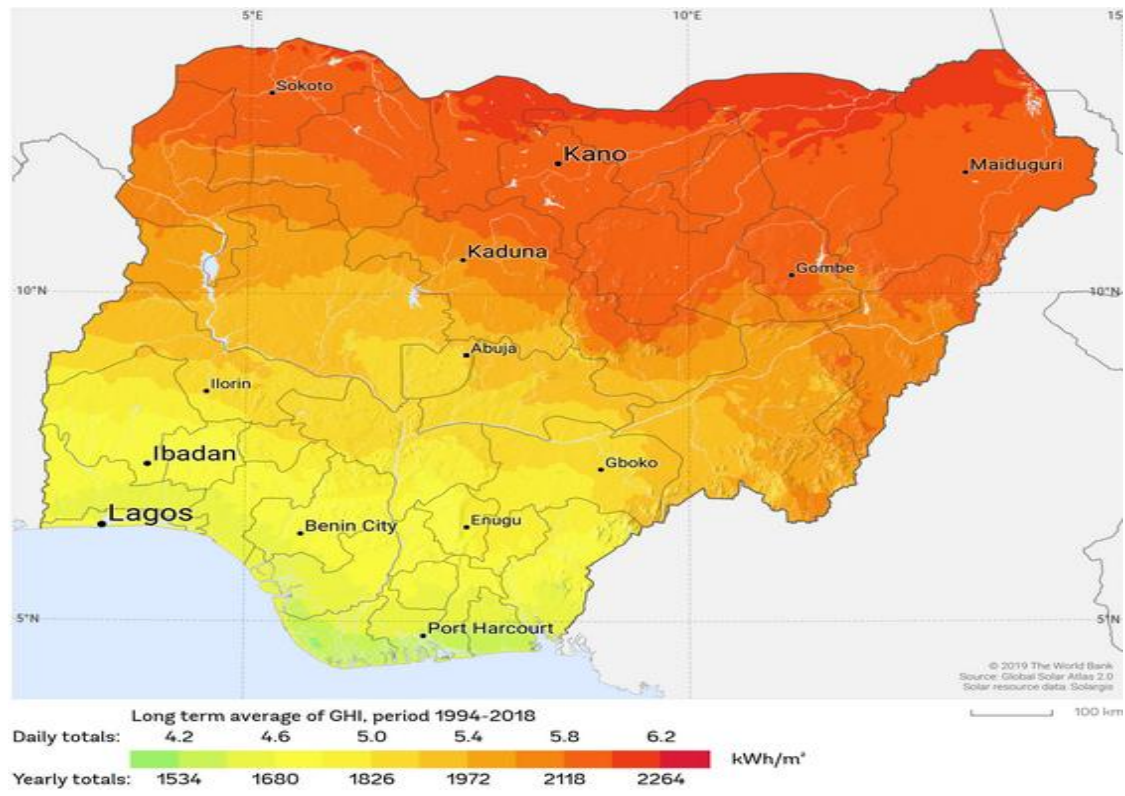 5°E 10°E 15
Sokoto
Kano
Maiduguri
Kaduna
Gombe
10°N 10°N
Abuja
Ilorin
Ibadan
Gboko
Lagos
Benin City
Enugu
5°N 5°N
Port Harcourt
© 2019 The World Bank
Source: Global Solar Atlas 2.0
Solar resource data: Solargis
100 km
Long term average of GHI, period 1994-2018
Daily totals: 4.2 4.6 5.0 5.4 5.8 6.2
kWh/m²
Yearly totals: 1534 1680 1826 1972 2118 2264